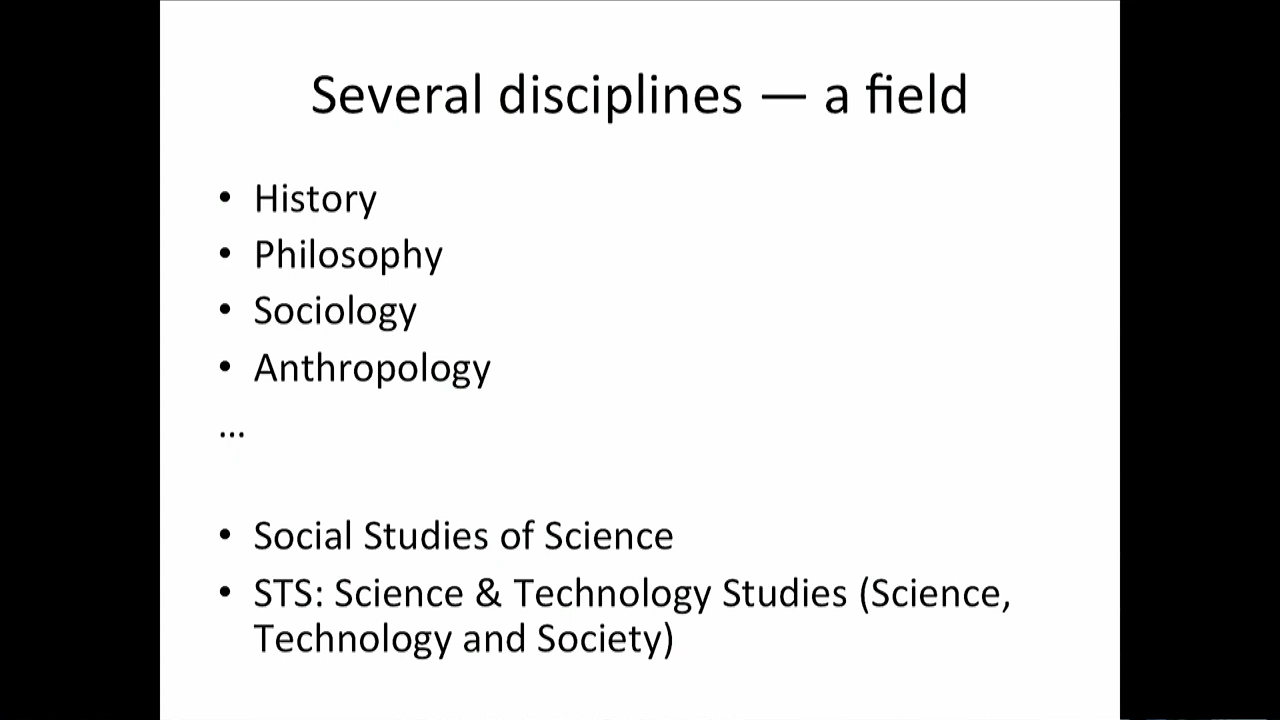 Several disciplines — a field
• History
• Philosophy
• Sociology
• Anthropology
...
• Social Studies of Science
• STS: Science & Technology Studies (Science,
Technology and Society)